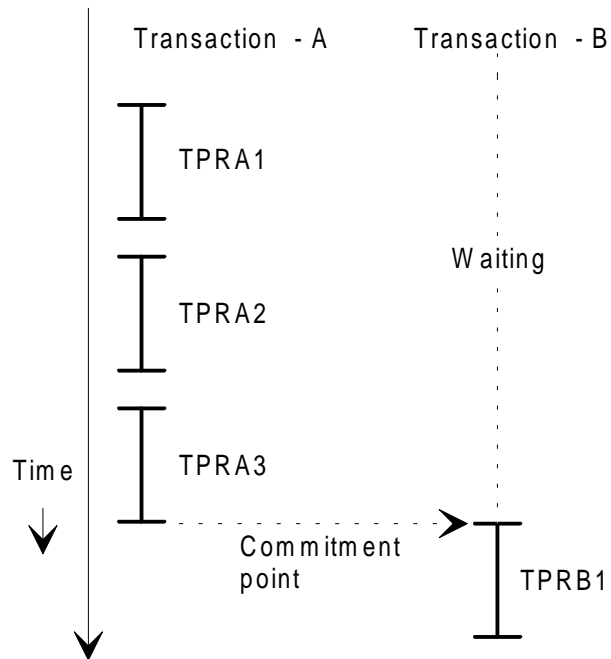 Transaction - A
Transaction - B
TPRA1
Waiting
TPRA2
TPRA3
Time
Commitment
point
TPRB1